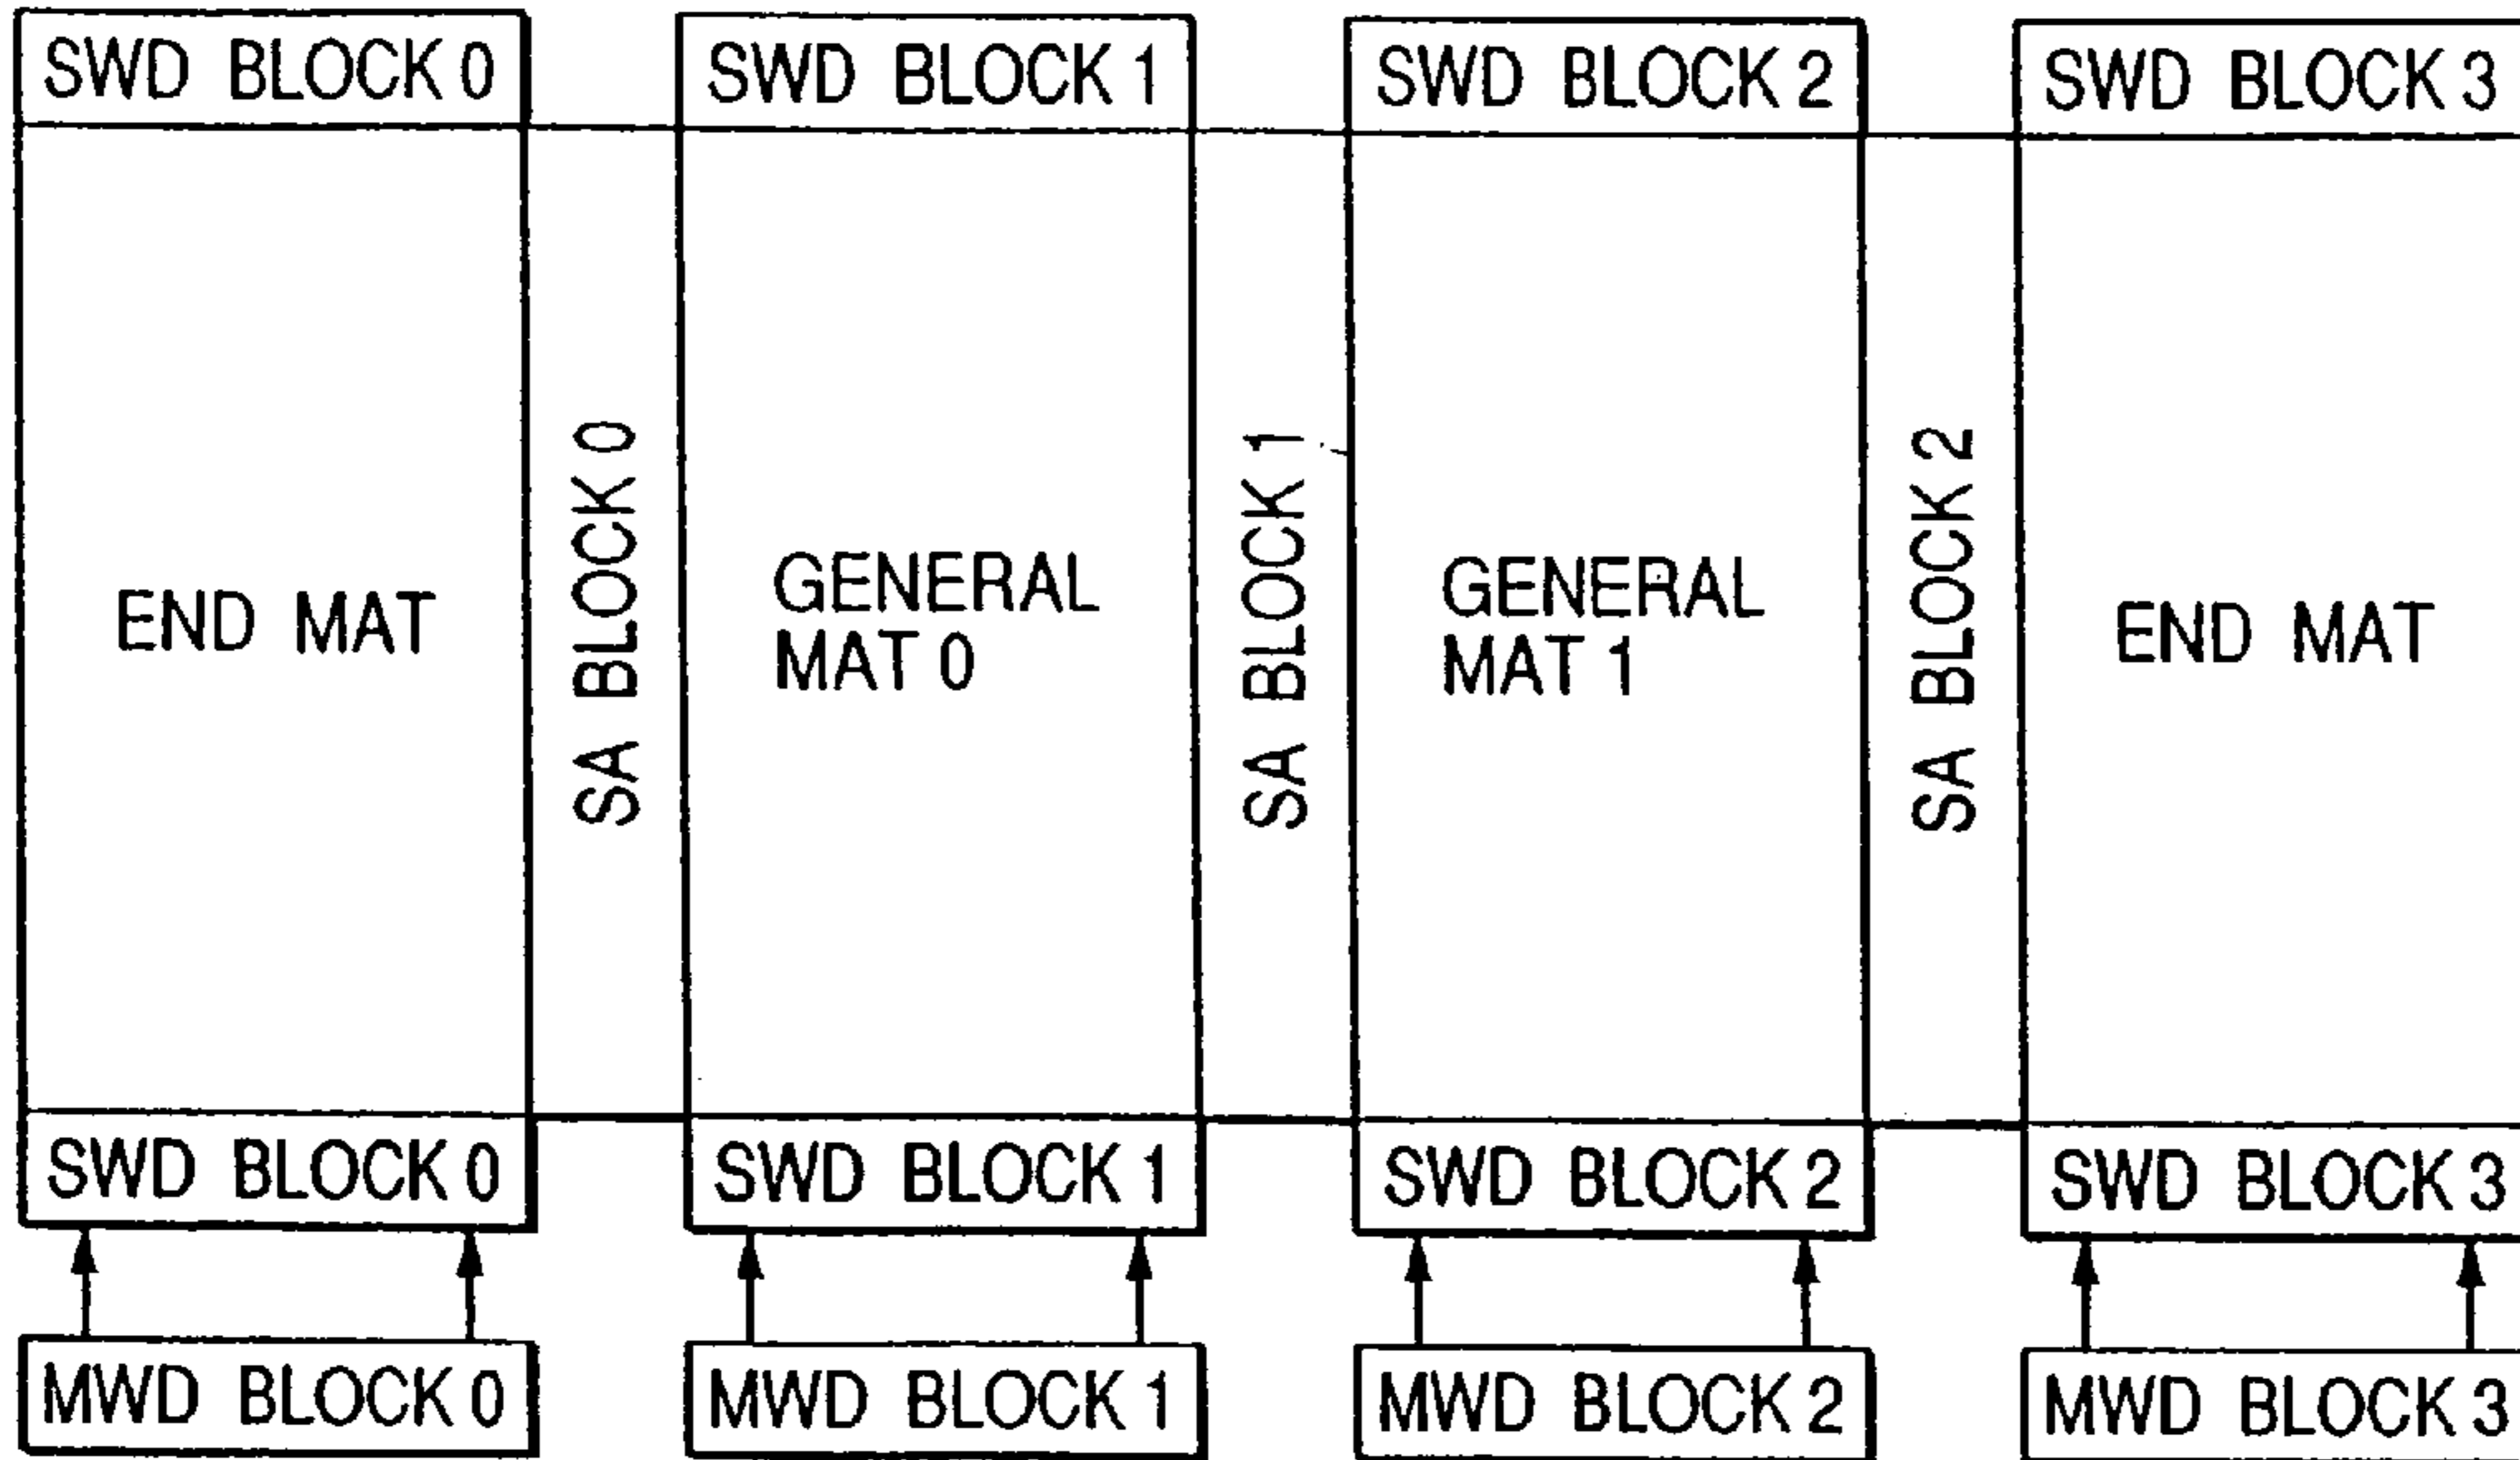 SWD BLOCK 0
SWD BLOCK 1
SWD BLOCK 2
SWD BLOCK 3
END MAT
SA BLOCK 0
GENERAL
MAT 0
SA BLOCK 1
GENERAL
MAT 1
SA BLOCK 2
END MAT
SWD BLOCK 0
SWD BLOCK 1
SWD BLOCK 2
SWD BLOCK 3
MWD BLOCK 0
MWD BLOCK 1
MWD BLOCK 2
MWD BLOCK 3